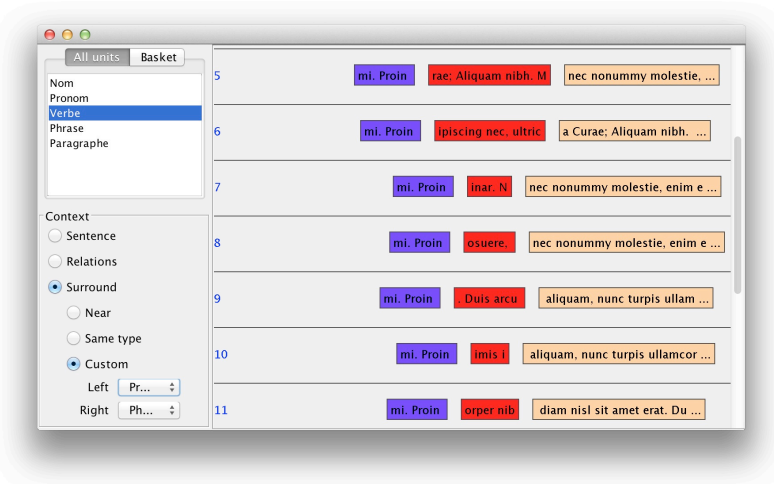 All units Basket
Nom
Pronom
Verbe
Phrase
Paragraphe
Context
Sentence
Relations
Surround
Near
Same type
Custom
Left Pr...
Right Ph...
5 mi. Proin rae; Aliquam nibh. M nec nonummy molestie, ...
6 mi. Proin ipiscing nec, ultric a Curae; Aliquam nibh. ...
7 mi. Proin inar. N nec nonummy molestie, enim e ...
8 mi. Proin osuere, nec nonummy molestie, enim e ...
9 mi. Proin . Duis arcu aliquam, nunc turpis ullam ...
10 mi. Proin imis i aliquam, nunc turpis ullamcor ...
11 mi. Proin orper nib diam nisl sit amet erat. Du ...